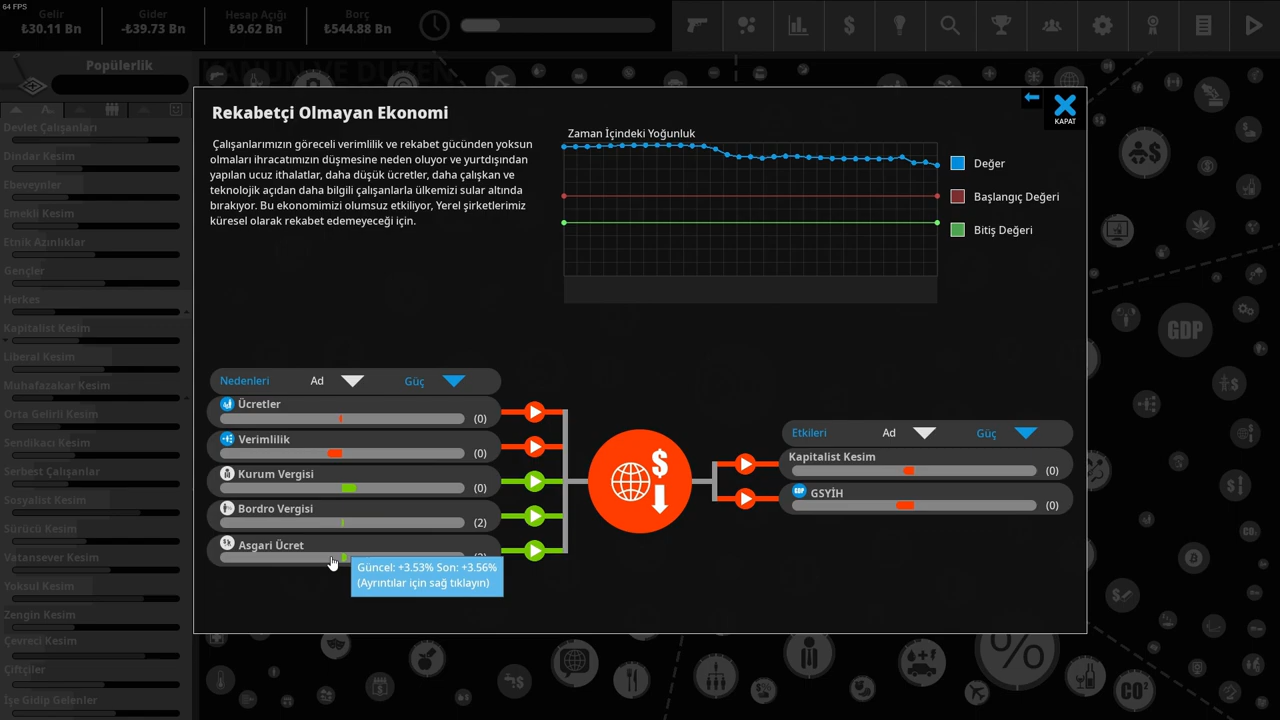 64 FPS
Gelir
₺30.11 Bn
Gider
-₺39.73 Bn
Hesap Açığı
₺9.62 Bn
Borç
₺544.88 Bn
Popülerlik
KANUN VE DÜZEN
Devlet Çalışanları
Dindar Kesim
Ebeveynler
Emekli Kesim
Etnik Azınlıklar
Gençler
Herkes
Kapitalist Kesim
Liberal Kesim
Muhafazakar Kesim
Orta Gelirli Kesim
Sendikacı Kesim
Serbest Çalışanlar
Sosyalist Kesim
Sürücü Kesim
Vatansever Kesim
Yoksul Kesim
Zengin Kesim
Çevreci Kesim
Çiftçiler
İşe Gidip Gelenler
Rekabetçi Olmayan Ekonomi
KAPAT
Çalışanlarımızın göreceli verimlilik ve rekabet gücünden yoksun
olmaları ihracatımızın düşmesine neden oluyor ve yurtdışından
yapılan ucuz ithalatlar, daha düşük ücretler, daha çalışkan ve
teknolojik açıdan daha bilgili çalışanlarla ülkemizi sular altında
bırakıyor. Bu ekonomimizi olumsuz etkiliyor, Yerel şirketlerimiz
küresel olarak rekabet edemeyeceği için.
Zaman İçindeki Yoğunluk
Değer
Başlangıç Değeri
Bitiş Değeri
Nedenleri Ad Güç
Ücretler
(0)
Verimlilik
(0)
Kurum Vergisi
(0)
Bordro Vergisi
(2)
Asgari Ücret
Güncel: +3.53% Son: +3.56%
(Ayrıntılar için sağ tıklayın)
Etkileri Ad Güç
Kapitalist Kesim
(0)
GSYİH
(0)
GDP
CO²